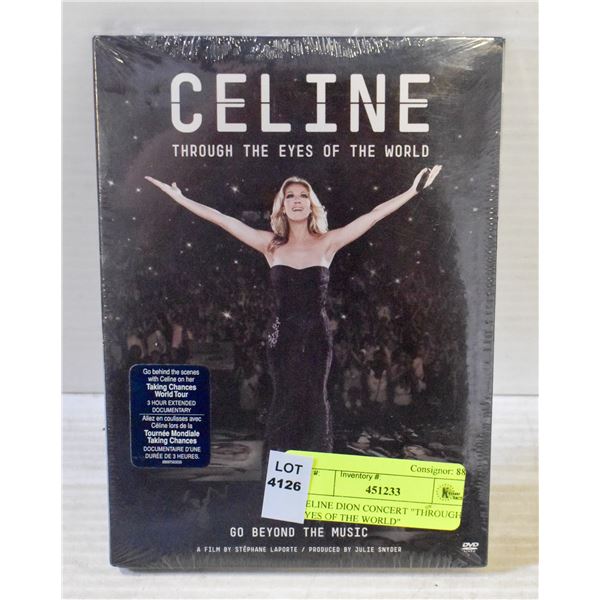 CELINE
THROUGH THE EYES OF THE WORLD
Go behind the scenes
with Celine on her
Taking Chances
World Tour
3 HOUR EXTENDED
DOCUMENTARY
Allez en coulisses avec
Céline lors de la
Tournée Mondiale
Taking Chances
DOCUMENTAIRE D'UNE
DURÉE DE 3 HEURES.
LOT
4126
#:
Inventory #:
Consignor: 88
451233
ELINE DION CONCERT "THROUGH
YES OF THE WORLD"
GO BEYOND THE MUSIC
A FILM BY STÉPHANE LAPORTE / PRODUCED BY JULIE SNYDER
DVD